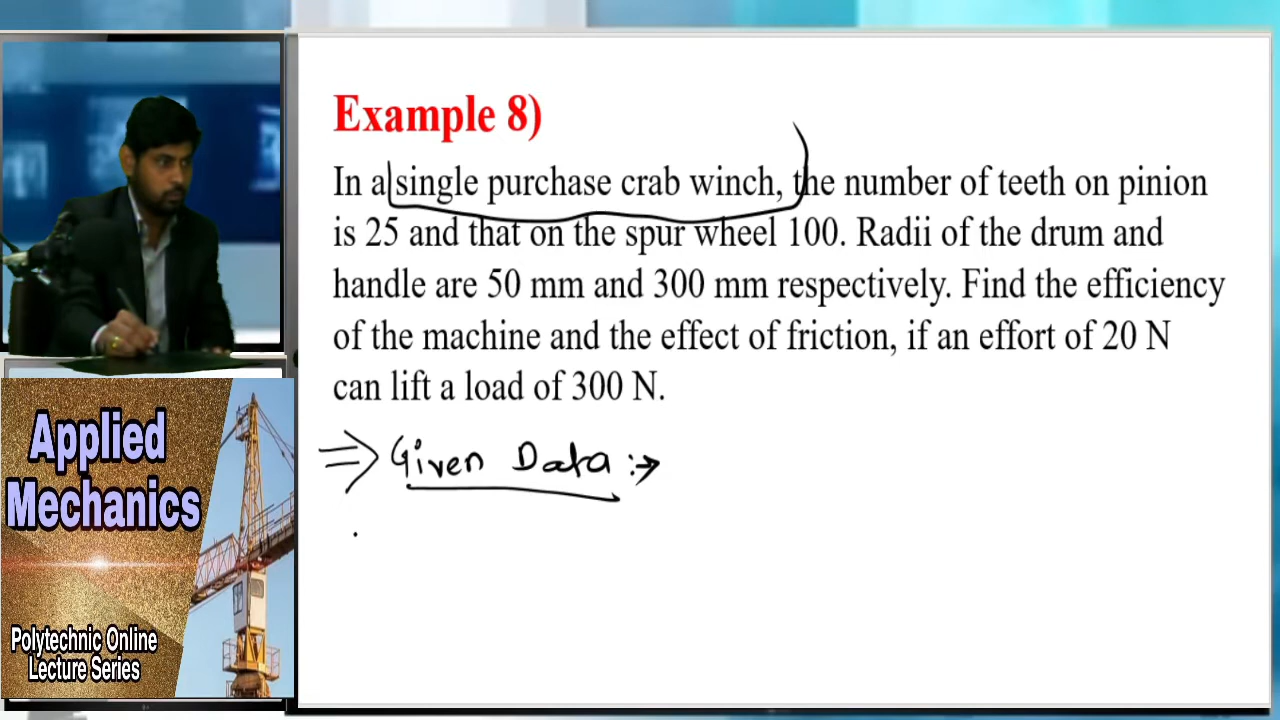 Example 8)
In a single purchase crab winch, the number of teeth on pinion
is 25 and that on the spur wheel 100. Radii of the drum and
handle are 50 mm and 300 mm respectively. Find the efficiency
of the machine and the effect of friction, if an effort of 20 N
can lift a load of 300 N.
⇒ Given Data :→
Applied
Mechanics
Polytechnic Online
Lecture Series